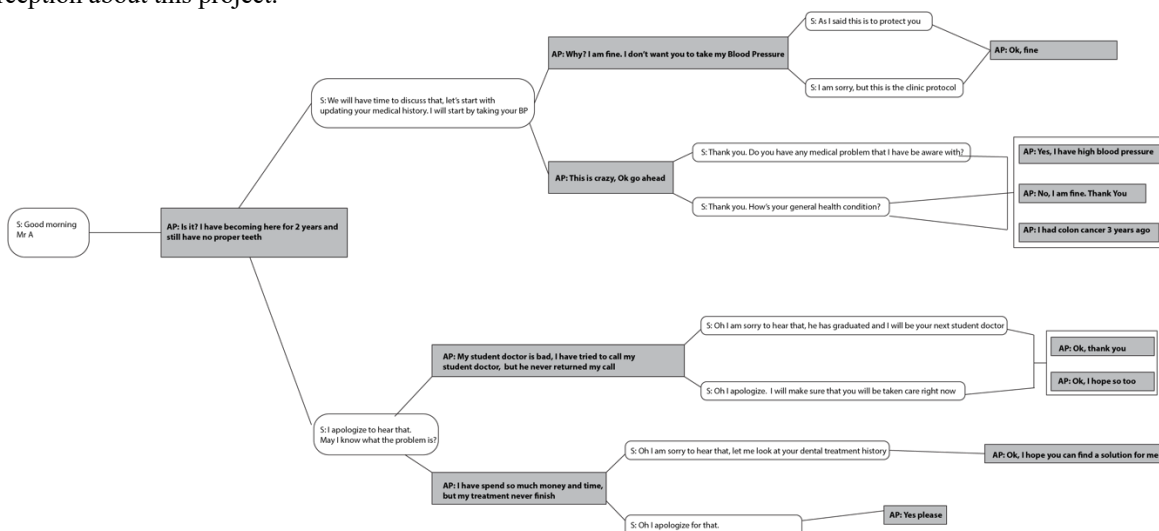 ception about this project.
S: As I said this is to protect you
AP: Why? I am fine. I don't want you to take my Blood Pressure
AP: Ok, fine
S: We will have time to discuss that, let's start with
updating your medical history. I will start by taking your BP
S: I am sorry, but this is the clinic protocol
S: Thank you. Do you have any medical problem that I have be aware with?
AP: Yes, I have high blood pressure
AP: This is crazy, Ok go ahead
AP: No, I am fine. Thank You
S: Thank you. How's your general health condition?
S: Good morning
Mr A
AP: Is it? I have becoming here for 2 years and
still have no proper teeth
AP: I had colon cancer 3 years ago
S: Oh I am sorry to hear that, he has graduated and I will be your next student doctor
AP: My student doctor is bad, I have tried to call my
student doctor, but he never returned my call
AP: Ok, thank you
AP: Ok, I hope so too
S: Oh I apologize. I will make sure that you will be taken care right now
S: I apologize to hear that.
May I know what the problem is?
S: Oh I am sorry to hear that, let me look at your dental treatment history
AP: Ok, I hope you can find a solution for me
AP: I have spend so much money and time,
but my treatment never finish
AP: Yes please
S: Oh I apologize for that.